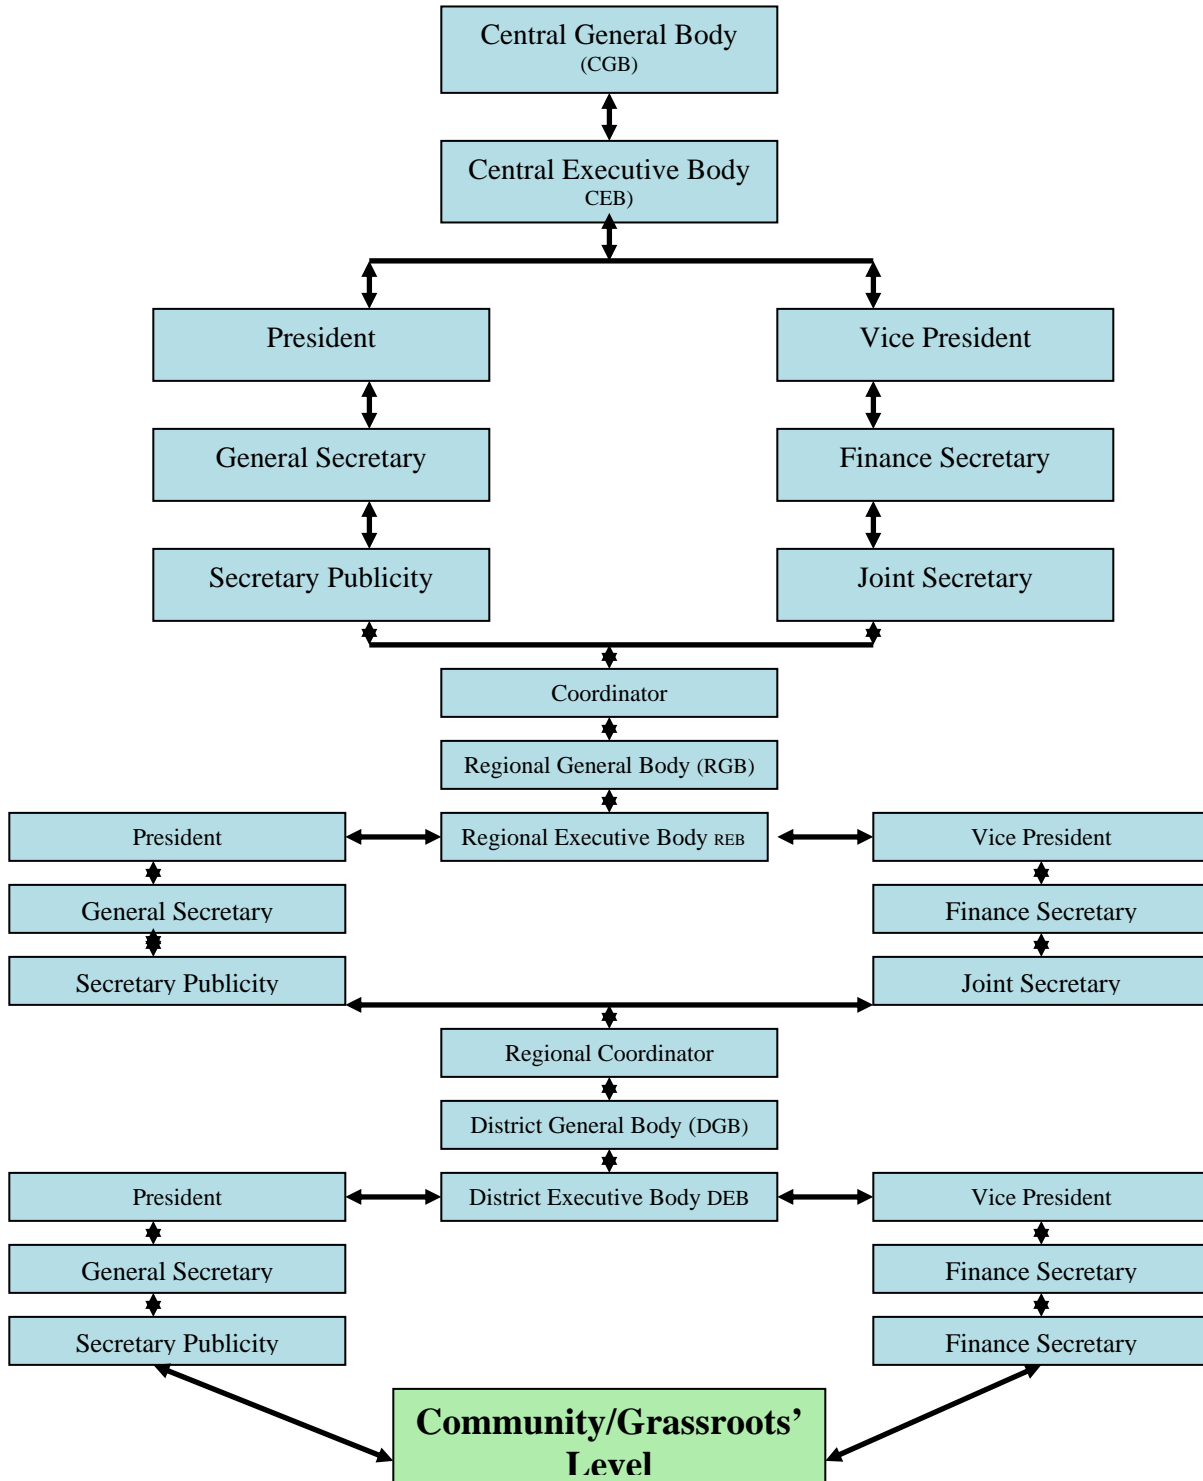 Central General Body
(CGB)
Central Executive Body
CEB)
President
Vice President
General Secretary
Finance Secretary
Secretary Publicity
Joint Secretary
Coordinator
Regional General Body (RGB)
President
Regional Executive Body REB
Vice President
General Secretary
Finance Secretary
Secretary Publicity
Joint Secretary
Regional Coordinator
District General Body (DGB)
President
District Executive Body DEB
Vice President
General Secretary
Finance Secretary
Secretary Publicity
Finance Secretary
Community/Grassroots’
Level